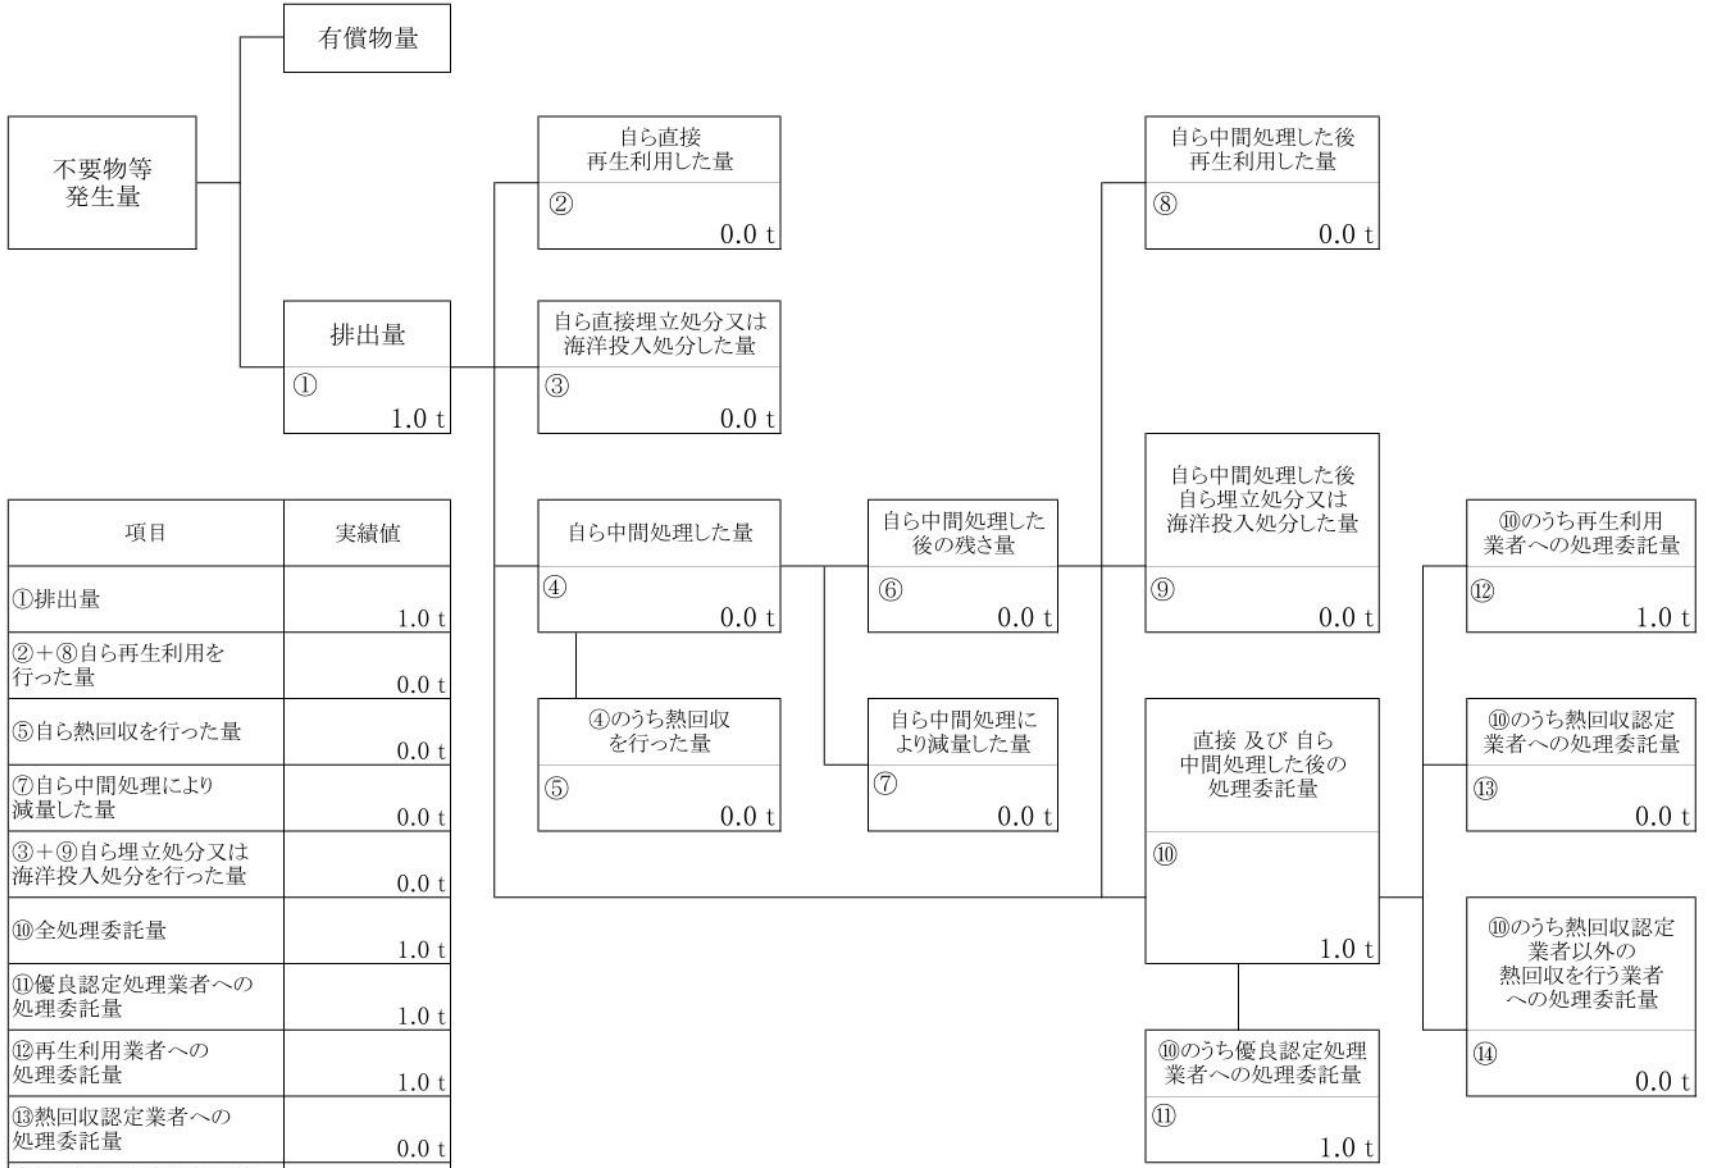 有償物量
不要物等
発生量
自ら直接
再生利用した量
②
0.0 t
自ら中間処理した後
再生利用した量
⑧
0.0 t
排出量
①
1.0 t
自ら直接埋立処分又は
海洋投入処分した量
③
0.0 t
自ら中間処理した量
④
0.0 t
自ら中間処理した
後の残さ量
⑥
0.0 t
自ら中間処理した後
自ら埋立処分又は
海洋投入処分した量
⑨
0.0 t
⑩のうち再生利用
業者への処理委託量
⑫
1.0 t
④のうち熱回収
を行った量
⑤
0.0 t
自ら中間処理に
より減量した量
⑦
0.0 t
直接 及び 自ら
中間処理した後の
処理委託量
⑩
1.0 t
⑩のうち熱回収認定
業者への処理委託量
⑬
0.0 t
⑩のうち熱回収認定
業者以外の
熱回収を行う業者
への処理委託量
⑭
0.0 t
⑩のうち優良認定処理
業者への処理委託量
⑪
1.0 t
項目 実績値
①排出量
1.0 t
②＋⑧自ら再生利用を
行った量
0.0 t
⑤自ら熱回収を行った量
0.0 t
⑦自ら中間処理により
減量した量
0.0 t
③＋⑨自ら埋立処分又は
海洋投入処分を行った量
0.0 t
⑩全処理委託量
1.0 t
⑪優良認定処理業者への
処理委託量
1.0 t
⑫再生利用業者への
処理委託量
1.0 t
⑬熱回収認定業者への
処理委託量
0.0 t